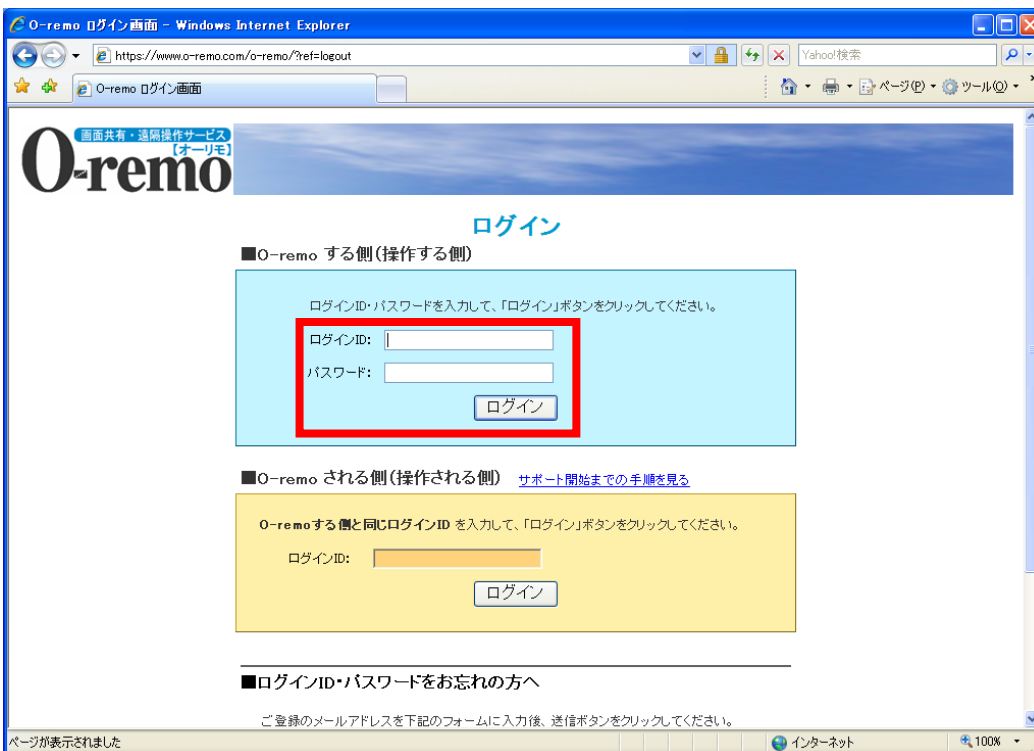 O-remo ログイン画面 - Windows Internet Explorer
https://www.o-remo.com/o-remo/?ref=logout
Yahoo!検索
O-remo ログイン画面
ページ(P)
ツール(O)
画面共有・遠隔操作サービス
【オーリモ】
O-remo
ログイン
■O-remo する側(操作する側)
ログインID・パスワードを入力して、「ログイン」ボタンをクリックしてください。
ログインID:
パスワード:
ログイン
■O-remo される側(操作される側) サポート開始までの手順を見る
O-remoする側と同じログインID を入力して、「ログイン」ボタンをクリックしてください。
ログインID:
ログイン
■ログインID・パスワードをお忘れの方へ
ご登録のメールアドレスを下記のフォームに入力後、送信ボタンをクリックしてください。
ページが表示されました
インターネット
100%